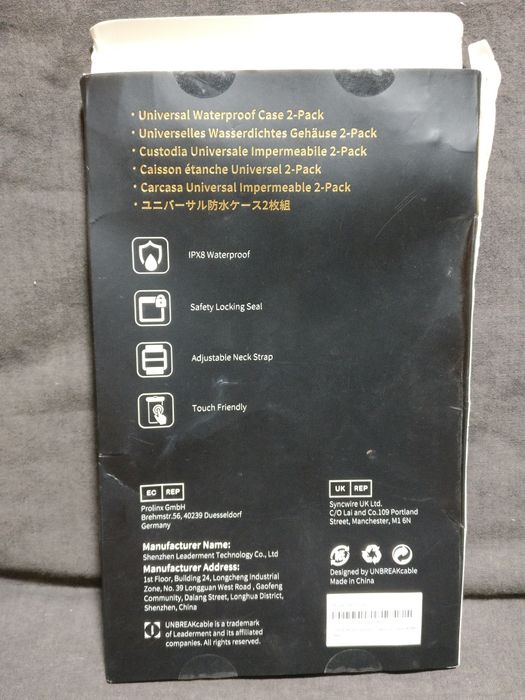 · Universal Waterproof Case 2-Pack
· Universelles Wasserdichtes Gehäuse 2-Pack
· Custodia Universale Impermeabile 2-Pack
· Caisson étanche Universel 2-Pack
· Carcasa Universal Impermeable 2-Pack
· ユニバーサル防水ケース2枚組
IPX8 Waterproof
Safety Locking Seal
Adjustable Neck Strap
Touch Friendly
EC REP
Prolinx GmbH
Brehmstr.56, 40239 Duesseldorf
Germany
UK REP
Syncwire UK Ltd.
C/O Lai and Co.109 Portland
Street, Manchester, M1 6N
Manufacturer Name:
Shenzhen Leaderment Technology Co., Ltd
Manufacturer Address:
1st Floor, Building 24, Longcheng Industrial
Zone, No. 39 Longguan West Road , Gaofeng
Community, Dalang Street, Longhua District,
Shenzhen, China
UNBREAKcable is a trademark
of Leaderment and its affiliated
companies. All rights reserved.
Designed by UNBREAKcable
Made in China